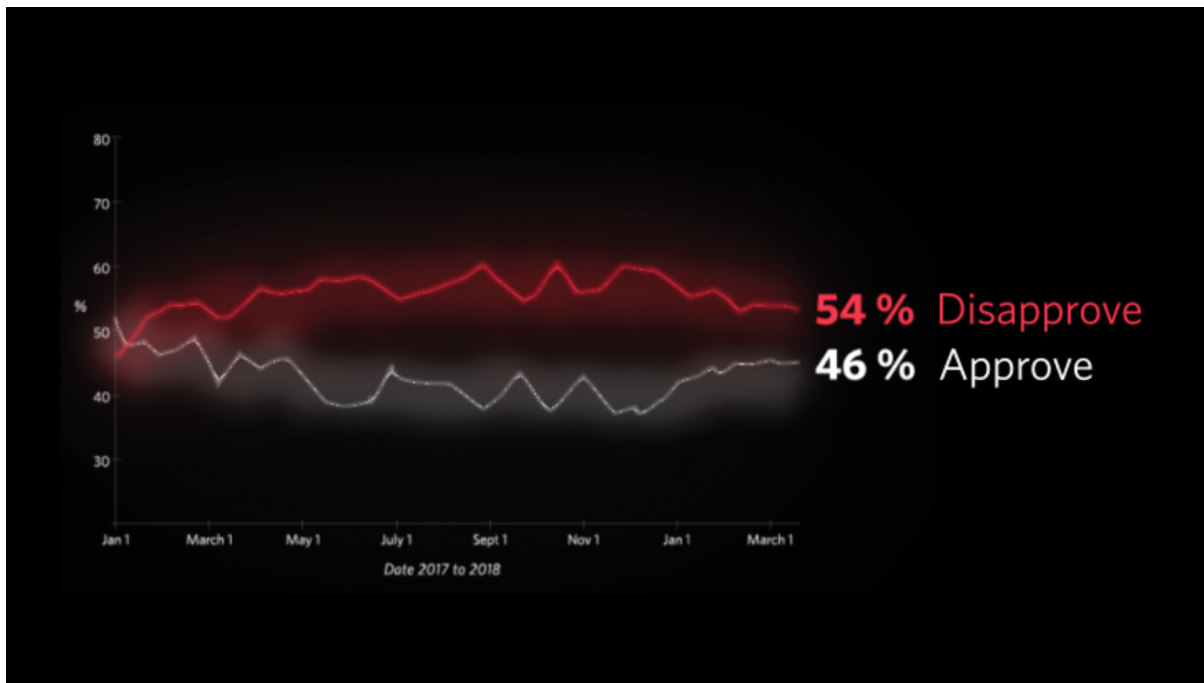 80
70
60
%
50
40
30
Jan 1 March 1 May 1 July 1 Sept 1 Nov 1 Jan 1 March 1
Date 2017 to 2018
54 % Disapprove
46 % Approve